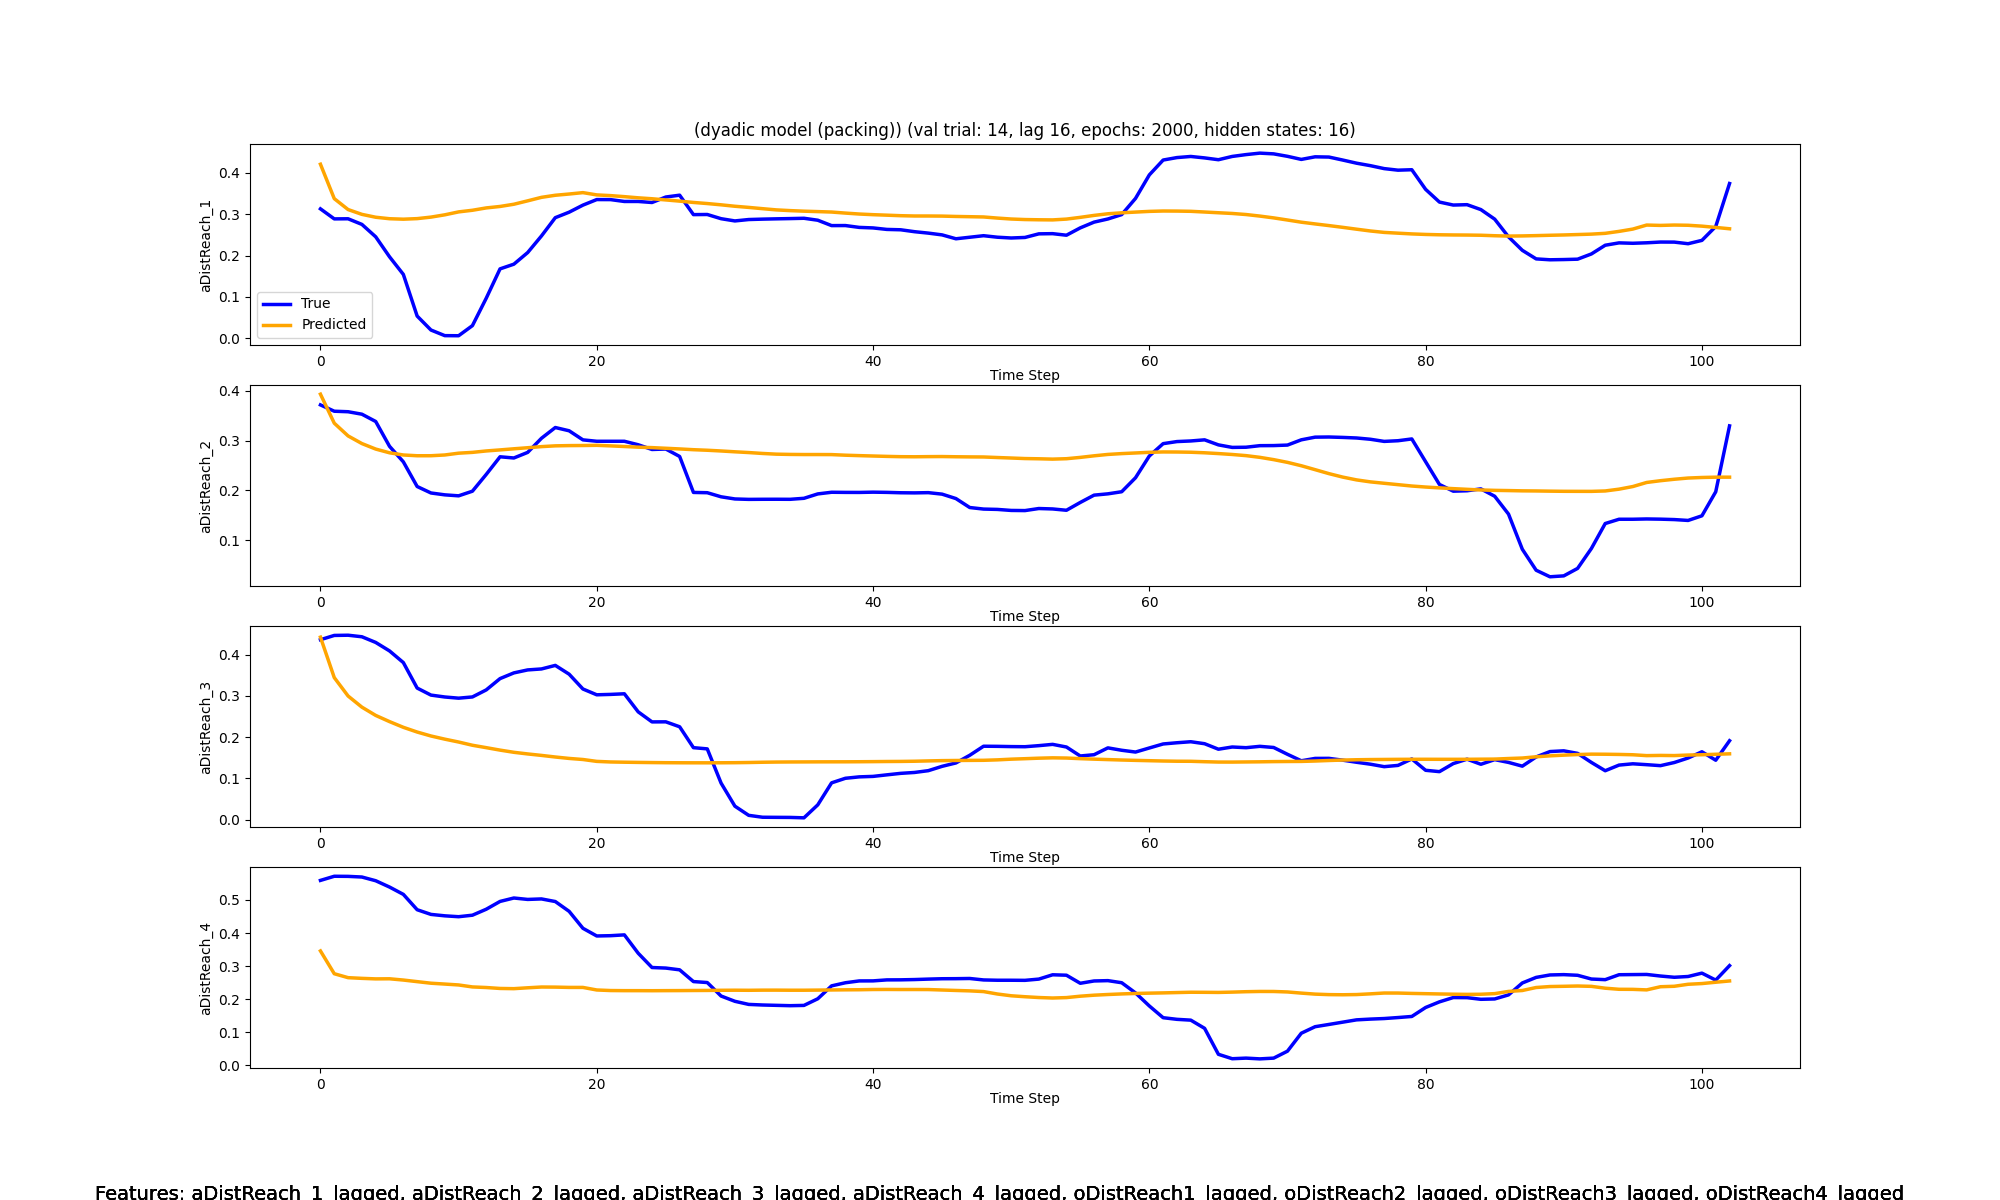 (dyadic model (packing)) (val trial: 14, lag 16, epochs: 2000, hidden states: 16)
aDistReach_1
0.4
0.3
0.2
0.1
0.0
True
Predicted
0 20 40 60 80 100
Time Step
aDistReach_2
0.4
0.3
0.2
0.1
0 20 40 60 80 100
Time Step
aDistReach_3
0.4
0.3
0.2
0.1
0.0
0 20 40 60 80 100
Time Step
aDistReach_4
0.5
0.4
0.3
0.2
0.1
0.0
0 20 40 60 80 100
Time Step
Features: aDistReach_1_lagged, aDistReach_2_lagged, aDistReach_3_lagged, aDistReach_4_lagged, oDistReach1_lagged, oDistReach2_lagged, oDistReach3_lagged, oDistReach4_lagged